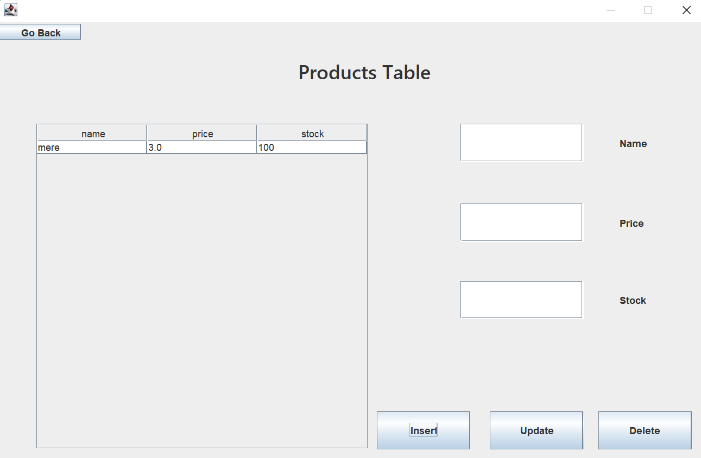 Go Back
Products Table
name price stock
mere 3.0 100
Name
Price
Stock
Insert Update Delete